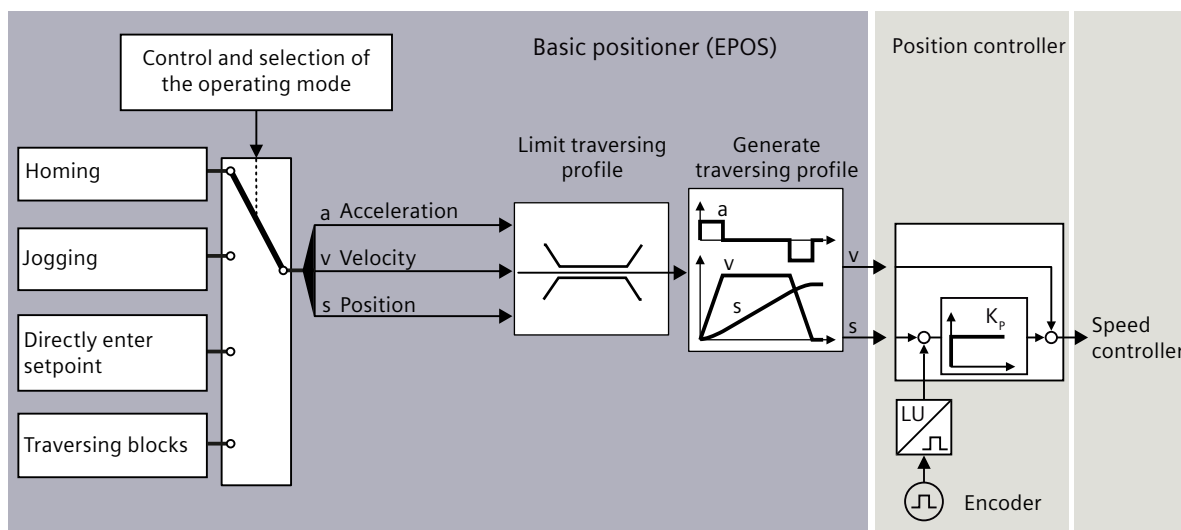 Control and selection of
the operating mode
Basic positioner (EPOS)
Position controller
Homing
Jogging
Directly enter
setpoint
Traversing blocks
a Acceleration
v Velocity
s Position
Limit traversing
profile
Generate
traversing profile
a
v
s
v
s
KP
Speed
controller
LU
Encoder